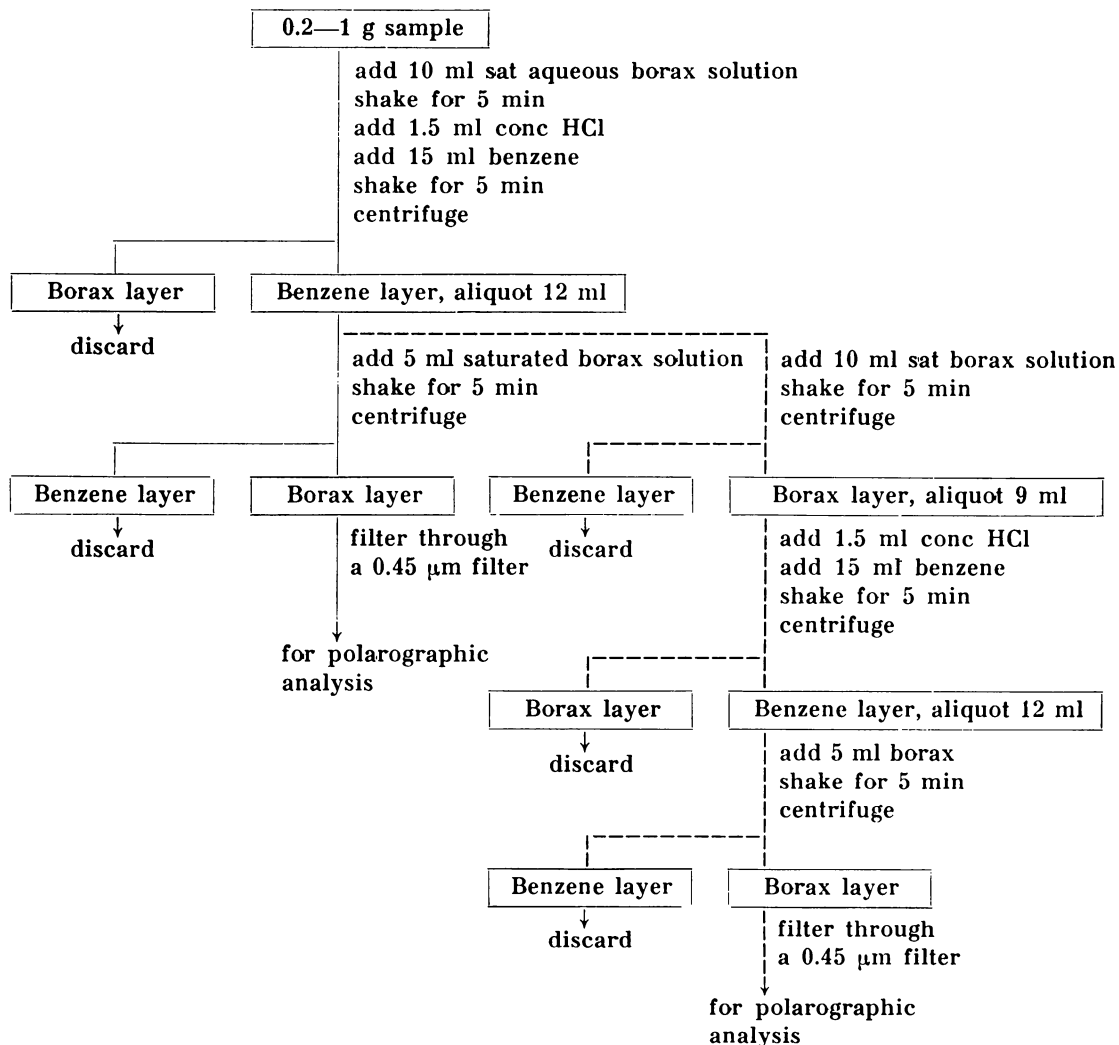 0.2—1 g sample
add 10 ml sat aqueous borax solution
shake for 5 min
add 1.5 ml conc HCl
add 15 ml benzene
shake for 5 min
centrifuge
Borax layer
discard
Benzene layer, aliquot 12 ml
add 5 ml saturated borax solution
shake for 5 min
centrifuge
Benzene layer
discard
Borax layer
filter through
a 0.45 μm filter
for polarographic
analysis
add 10 ml sat borax solution
shake for 5 min
centrifuge
Benzene layer
discard
Borax layer, aliquot 9 ml
add 1.5 ml conc HCl
add 15 ml benzene
shake for 5 min
centrifuge
Borax layer
discard
Benzene layer, aliquot 12 ml
add 5 ml borax
shake for 5 min
centrifuge
Benzene layer
discard
Borax layer
filter through
a 0.45 μm filter
for polarographic
analysis